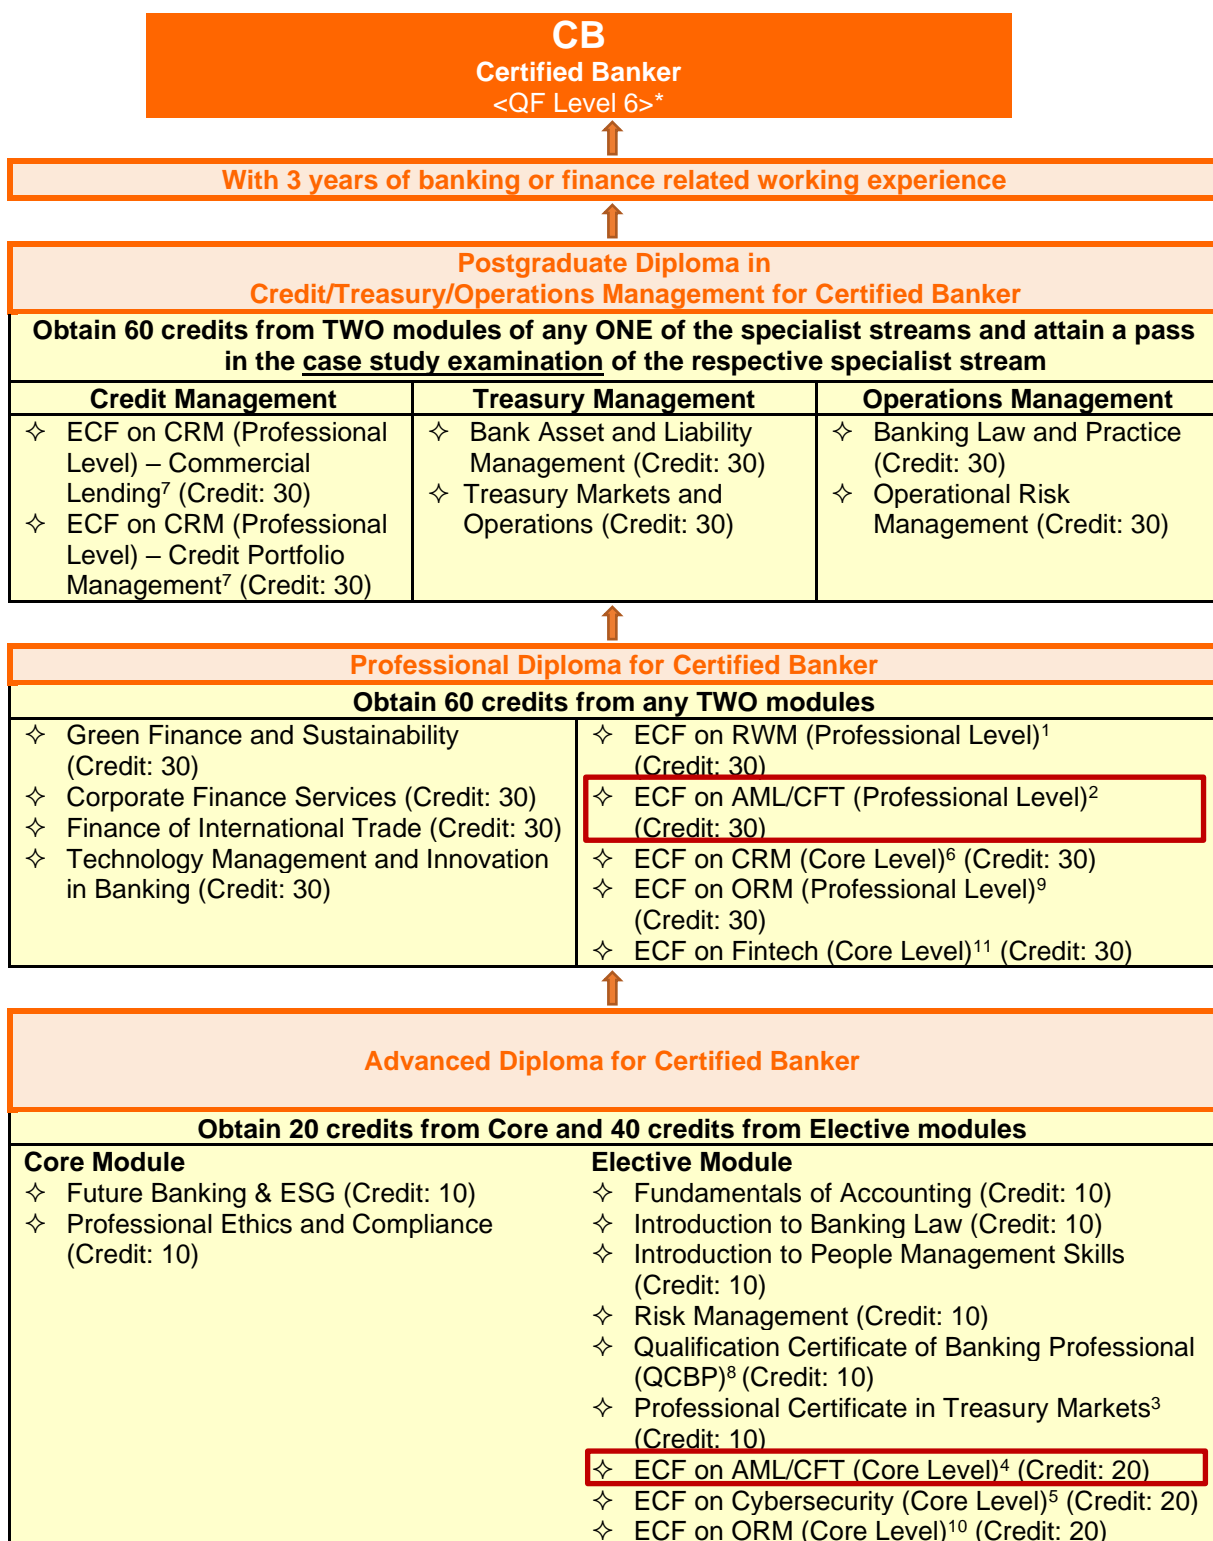 CB
Certified Banker
<QF Level 6>*
With 3 years of banking or finance related working experience
Postgraduate Diploma in
Credit/Treasury/Operations Management for Certified Banker
Obtain 60 credits from TWO modules of any ONE of the specialist streams and attain a pass
in the case study examination of the respective specialist stream
Credit Management
✧ ECF on CRM (Professional
Level) – Commercial
Lending⁷ (Credit: 30)
✧ ECF on CRM (Professional
Level) – Credit Portfolio
Management⁷ (Credit: 30)
Treasury Management
✧ Bank Asset and Liability
Management (Credit: 30)
✧ Treasury Markets and
Operations (Credit: 30)
Operations Management
✧ Banking Law and Practice
(Credit: 30)
✧ Operational Risk
Management (Credit: 30)
Professional Diploma for Certified Banker
Obtain 60 credits from any TWO modules
✧ Green Finance and Sustainability
(Credit: 30)
✧ Corporate Finance Services (Credit: 30)
✧ Finance of International Trade (Credit: 30)
✧ Technology Management and Innovation
in Banking (Credit: 30)
✧ ECF on RWM (Professional Level)¹
(Credit: 30)
✧ ECF on AML/CFT (Professional Level)²
(Credit: 30)
✧ ECF on CRM (Core Level)⁶ (Credit: 30)
✧ ECF on ORM (Professional Level)⁹
(Credit: 30)
✧ ECF on Fintech (Core Level)¹¹ (Credit: 30)
Advanced Diploma for Certified Banker
Obtain 20 credits from Core and 40 credits from Elective modules
Core Module
✧ Future Banking & ESG (Credit: 10)
✧ Professional Ethics and Compliance
(Credit: 10)
Elective Module
✧ Fundamentals of Accounting (Credit: 10)
✧ Introduction to Banking Law (Credit: 10)
✧ Introduction to People Management Skills
(Credit: 10)
✧ Risk Management (Credit: 10)
✧ Qualification Certificate of Banking Professional
(QCBP)⁸ (Credit: 10)
✧ Professional Certificate in Treasury Markets³
(Credit: 10)
✧ ECF on AML/CFT (Core Level)⁴ (Credit: 20)
✧ ECF on Cybersecurity (Core Level)⁵ (Credit: 20)
✧ ECF on ORM (Core Level)¹⁰ (Credit: 20)